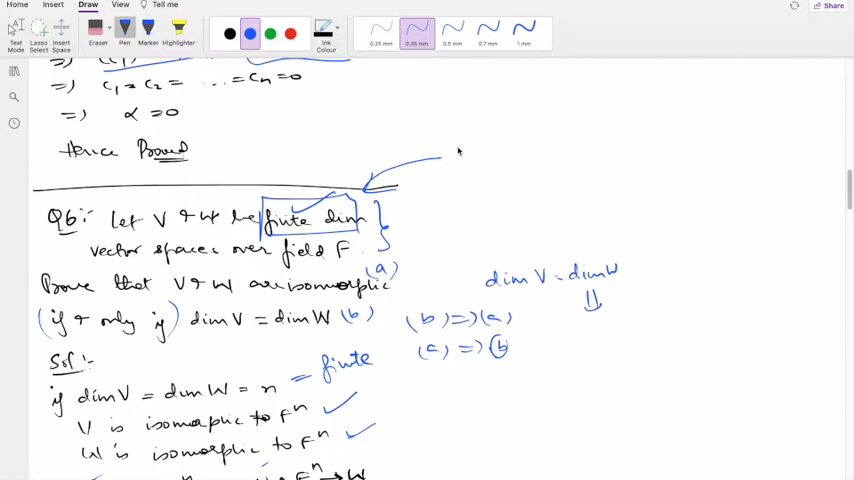 Home Insert Draw View Tell me
Share
Text Mode
Lasso Select
Insert Space
Eraser
Pen
Marker
Highlighter
Ink Colour
0.25 mm
0.35 mm
0.5 mm
0.7 mm
1 mm
=) c₁ = c₂ = ... = cₙ = 0
=) α = 0
Hence Proved
Q6:- Let V & W be finite dim
vector spaces over field F.
(a)
Prove that V & W are isomorphic
dim V = dim W
(if & only if) dim V = dim W (b)
(b) =) (a)
(a) =) (b)
Sol:-
if dim V = dim W = n = finite
V is isomorphic to Fⁿ
W is isomorphic to Fⁿ
Fⁿ → W